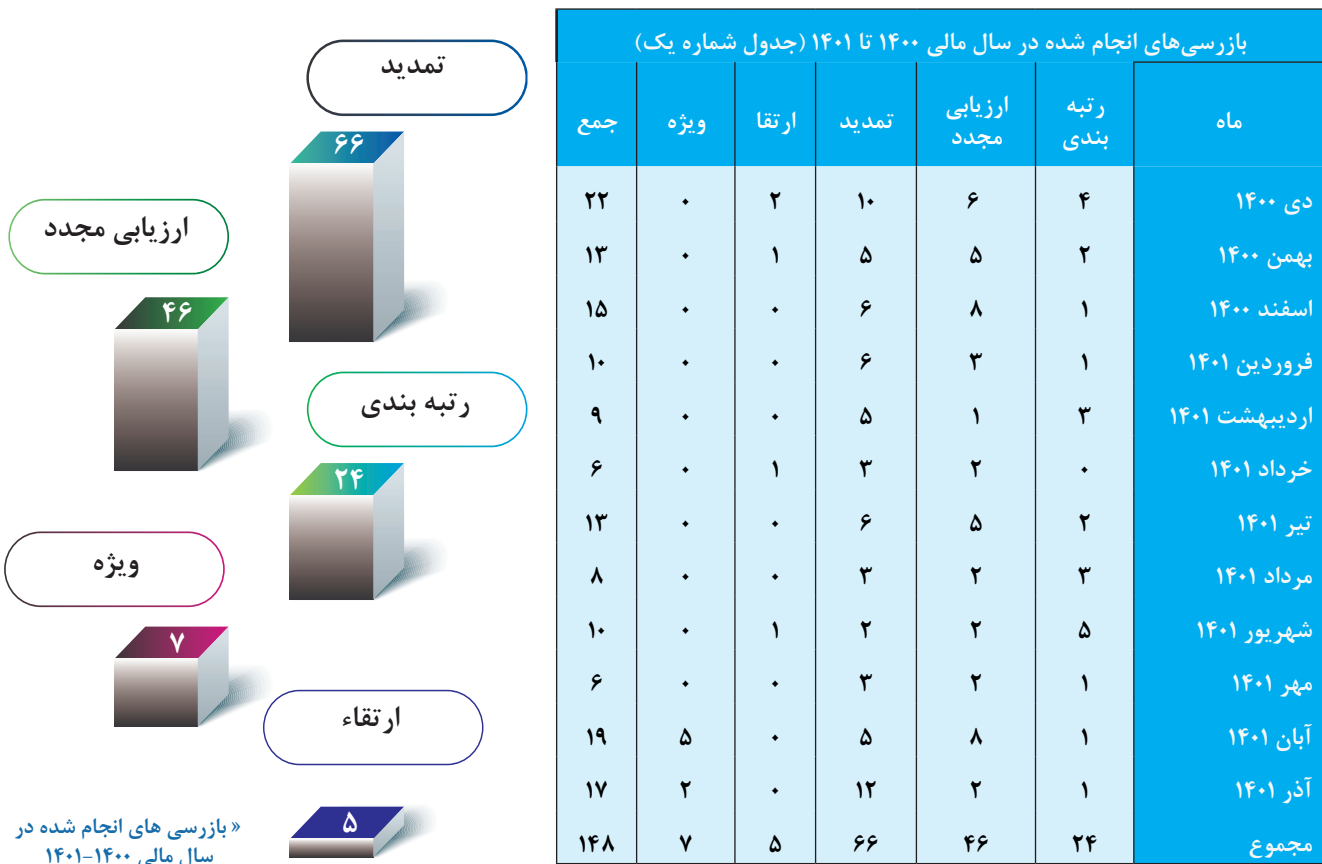 بازرسی‌های انجام شده در سال مالی ۱۴۰۰ تا ۱۴۰۱ (جدول شماره یک)
ماه رتبه بندی ارزیابی مجدد تمدید ارتقا ویژه جمع
دی ۱۴۰۰ ۴ ۶ ۱۰ ۲ ۰ ۲۲
بهمن ۱۴۰۰ ۲ ۵ ۵ ۱ ۰ ۱۳
اسفند ۱۴۰۰ ۱ ۸ ۶ ۰ ۰ ۱۵
فروردین ۱۴۰۱ ۱ ۳ ۶ ۰ ۰ ۱۰
اردیبهشت ۱۴۰۱ ۳ ۱ ۵ ۰ ۰ ۹
خرداد ۱۴۰۱ ۰ ۲ ۳ ۱ ۰ ۶
تیر ۱۴۰۱ ۲ ۵ ۶ ۰ ۰ ۱۳
مرداد ۱۴۰۱ ۳ ۲ ۳ ۰ ۰ ۸
شهریور ۱۴۰۱ ۵ ۲ ۲ ۱ ۰ ۱۰
مهر ۱۴۰۱ ۱ ۲ ۳ ۰ ۰ ۶
آبان ۱۴۰۱ ۱ ۸ ۵ ۰ ۵ ۱۹
آذر ۱۴۰۱ ۱ ۲ ۱۲ ۰ ۲ ۱۷
مجموع ۲۴ ۴۶ ۶۶ ۵ ۷ ۱۴۸
تمدید
۶۶
ارزیابی مجدد
۴۶
رتبه بندی
۲۴
ویژه
۷
ارتقاء
۵
« بازرسی های انجام شده در
سال مالی ۱۴۰۰-۱۴۰۱